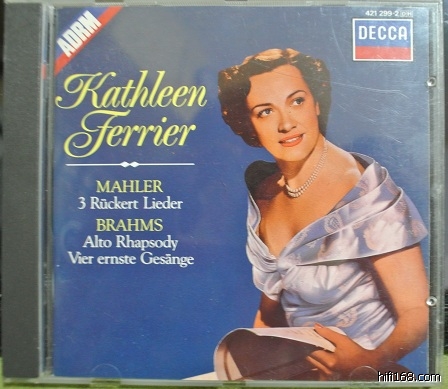 ADRM
421 299-2
DECCA
Kathleen
Ferrier
MAHLER
3 Rückert Lieder
BRAHMS
Alto Rhapsody
Vier ernste Gesänge
hifi168.com